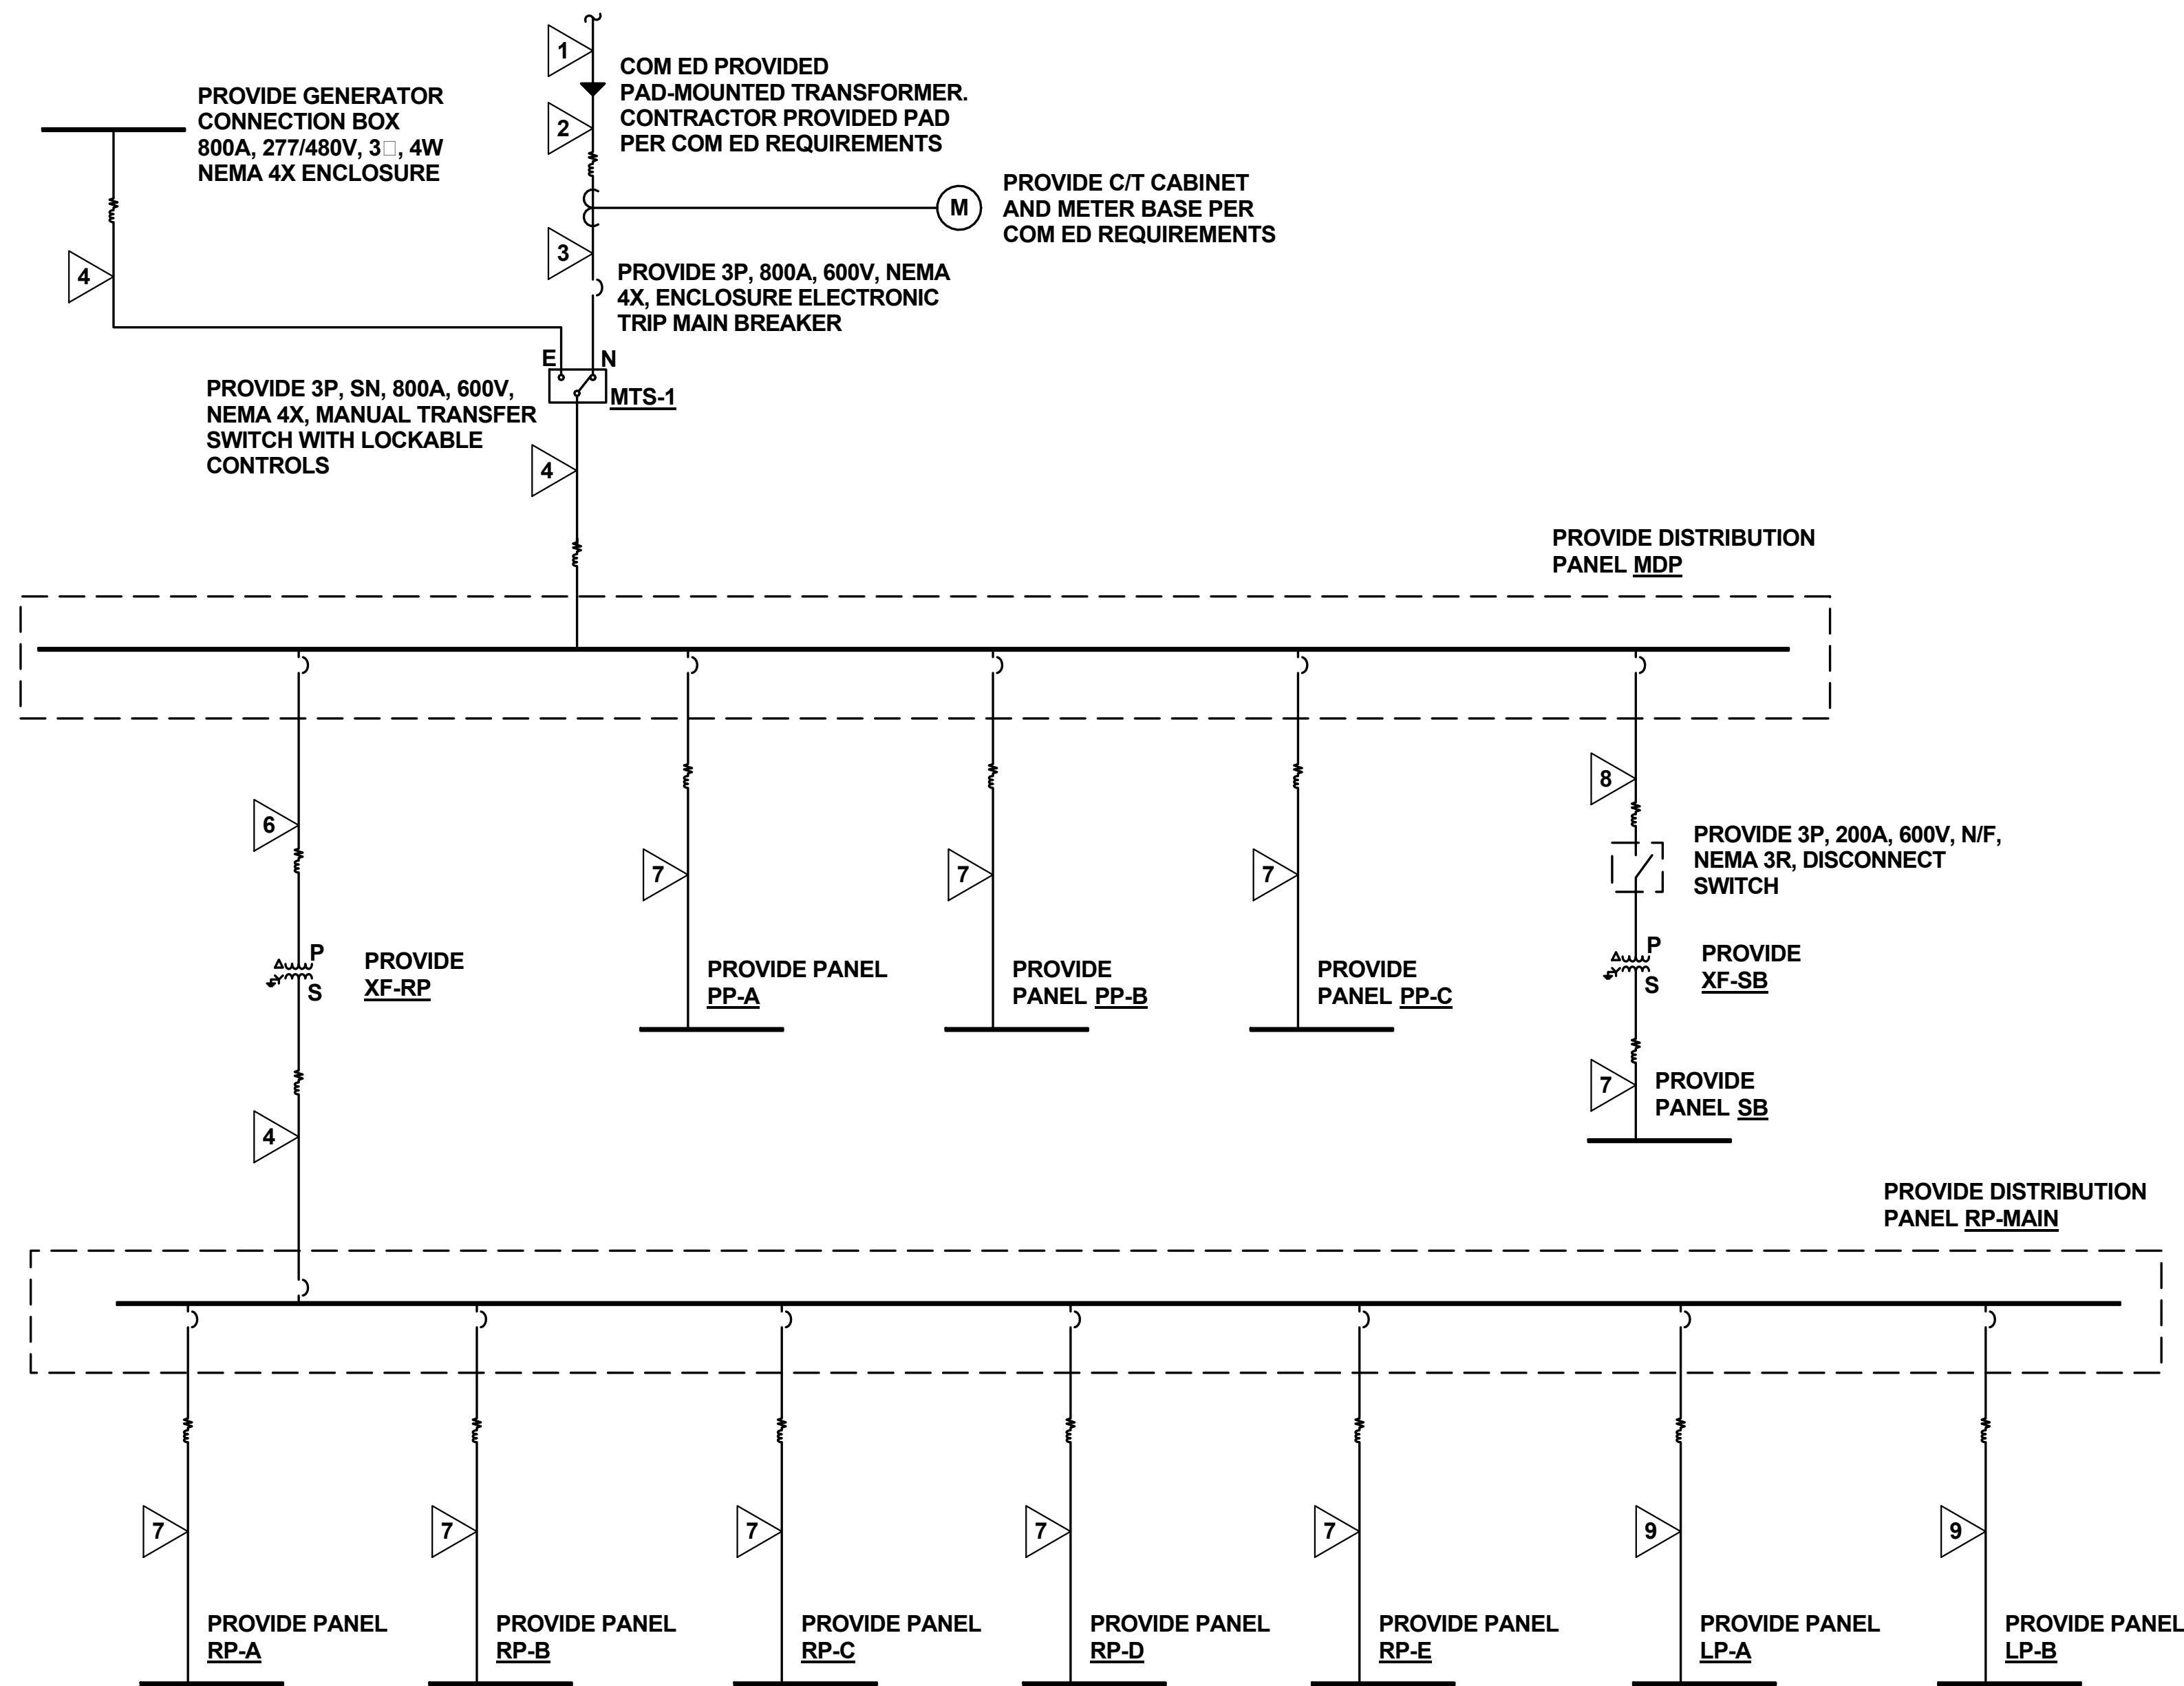 1
COM ED PROVIDED
PAD-MOUNTED TRANSFORMER.
CONTRACTOR PROVIDED PAD
PER COM ED REQUIREMENTS
PROVIDE GENERATOR
CONNECTION BOX
800A, 277/480V, 3□, 4W
NEMA 4X ENCLOSURE
2
M
PROVIDE C/T CABINET
AND METER BASE PER
COM ED REQUIREMENTS
3
4
PROVIDE 3P, 800A, 600V, NEMA
4X, ENCLOSURE ELECTRONIC
TRIP MAIN BREAKER
E N
MTS-1
PROVIDE 3P, SN, 800A, 600V,
NEMA 4X, MANUAL TRANSFER
SWITCH WITH LOCKABLE
CONTROLS
4
PROVIDE DISTRIBUTION
PANEL MDP
6
7
7
7
8
PROVIDE 3P, 200A, 600V, N/F,
NEMA 3R, DISCONNECT
SWITCH
P
S
PROVIDE
XF-RP
PROVIDE PANEL
PP-A
PROVIDE
PANEL PP-B
PROVIDE
PANEL PP-C
P
S
PROVIDE
XF-SB
7
PROVIDE
PANEL SB
4
PROVIDE DISTRIBUTION
PANEL RP-MAIN
7
7
7
7
7
9
9
PROVIDE PANEL
RP-A
PROVIDE PANEL
RP-B
PROVIDE PANEL
RP-C
PROVIDE PANEL
RP-D
PROVIDE PANEL
RP-E
PROVIDE PANEL
LP-A
PROVIDE PANEL
LP-B